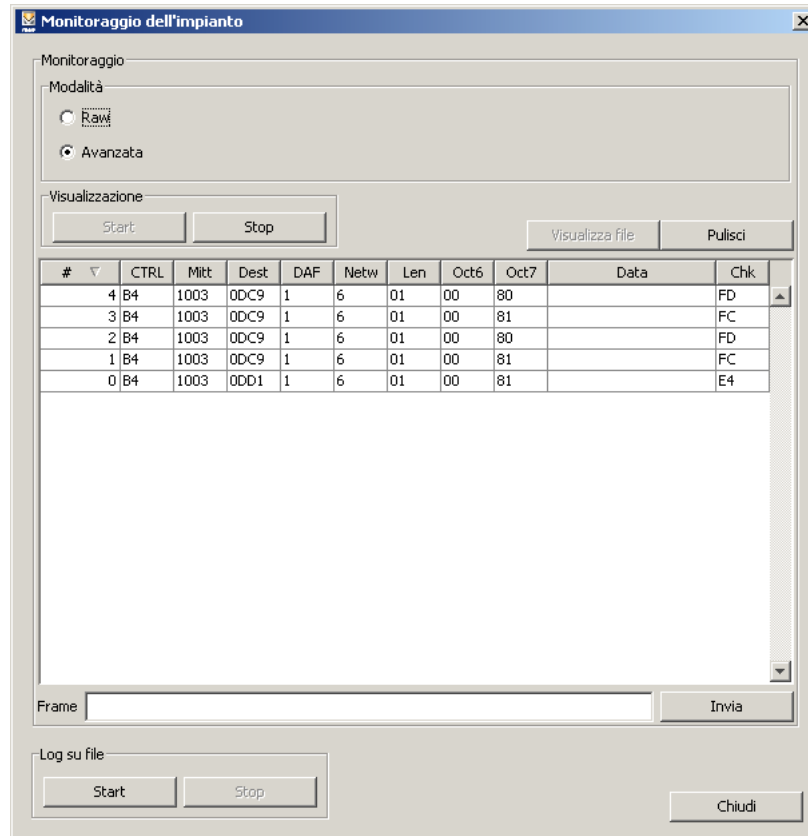 Monitoraggio dell'impianto
Monitoraggio
Modalità
Raw
Avanzata
Visualizzazione
Start Stop Visualizza file Pulisci
# CTRL Mitt Dest DAF Netw Len Oct6 Oct7 Data Chk
4 B4 1003 0DC9 1 6 01 00 80 FD
3 B4 1003 0DC9 1 6 01 00 81 FC
2 B4 1003 0DC9 1 6 01 00 80 FD
1 B4 1003 0DC9 1 6 01 00 81 FC
0 B4 1003 0DD1 1 6 01 00 81 E4
Frame Invia
Log su file
Start Stop
Chiudi